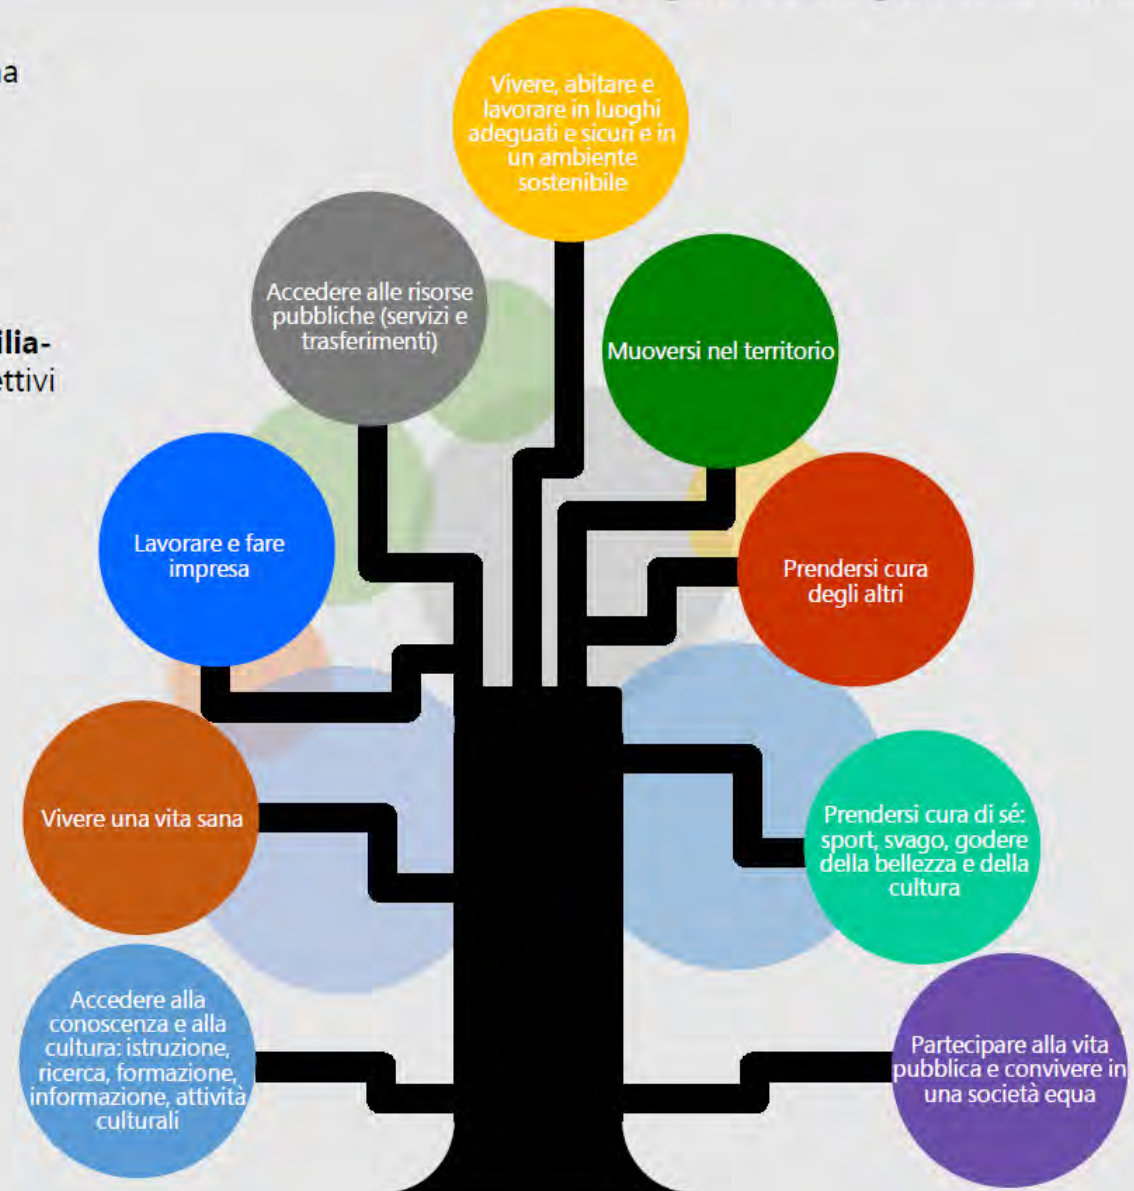 Vivere, abitare e
lavorare in luoghi
adeguati e sicuri e in
un ambiente
sostenibile
Accedere alle risorse
pubbliche (servizi e
trasferimenti)
Muoversi nel territorio
ilia-
ettivi
Lavorare e fare
impresa
Prendersi cura
degli altri
Vivere una vita sana
Prendersi cura di sé:
sport, svago, godere
della bellezza e della
cultura
Accedere alla
conoscenza e alla
cultura: istruzione,
ricerca, formazione,
informazione, attività
culturali
Partecipare alla vita
pubblica e convivere in
una società equa